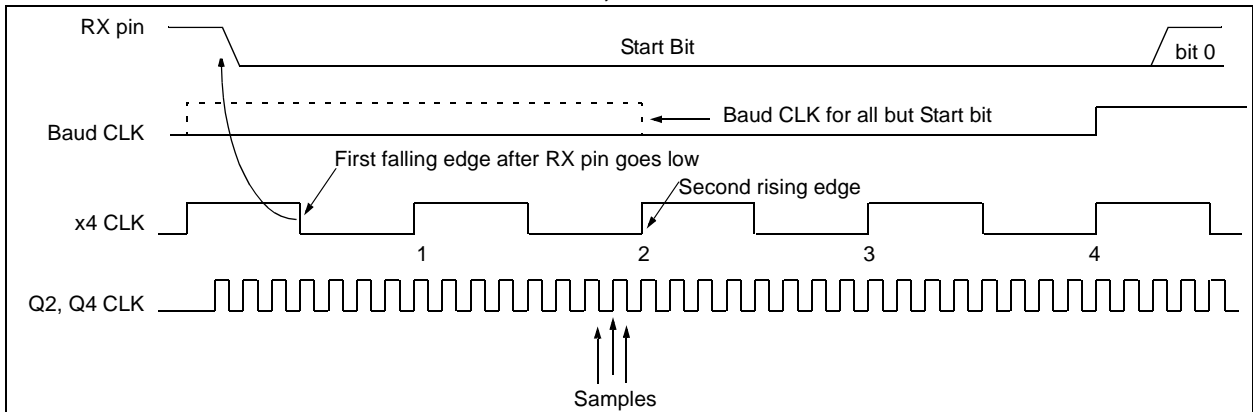 RX pin
Start Bit
bit 0
Baud CLK for all but Start bit
Baud CLK
First falling edge after RX pin goes low
Second rising edge
x4 CLK
1 2 3 4
Q2, Q4 CLK
Samples